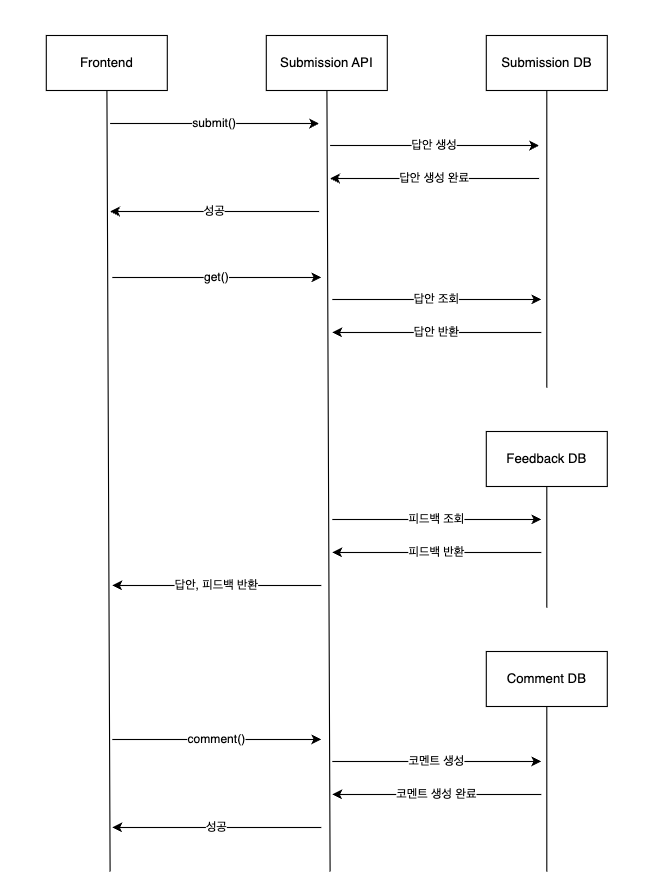 Frontend
Submission API
Submission DB
submit()
답안 생성
답안 생성 완료
성공
get()
답안 조회
답안 반환
Feedback DB
피드백 조회
피드백 반환
답안, 피드백 반환
Comment DB
comment()
코멘트 생성
코멘트 생성 완료
성공